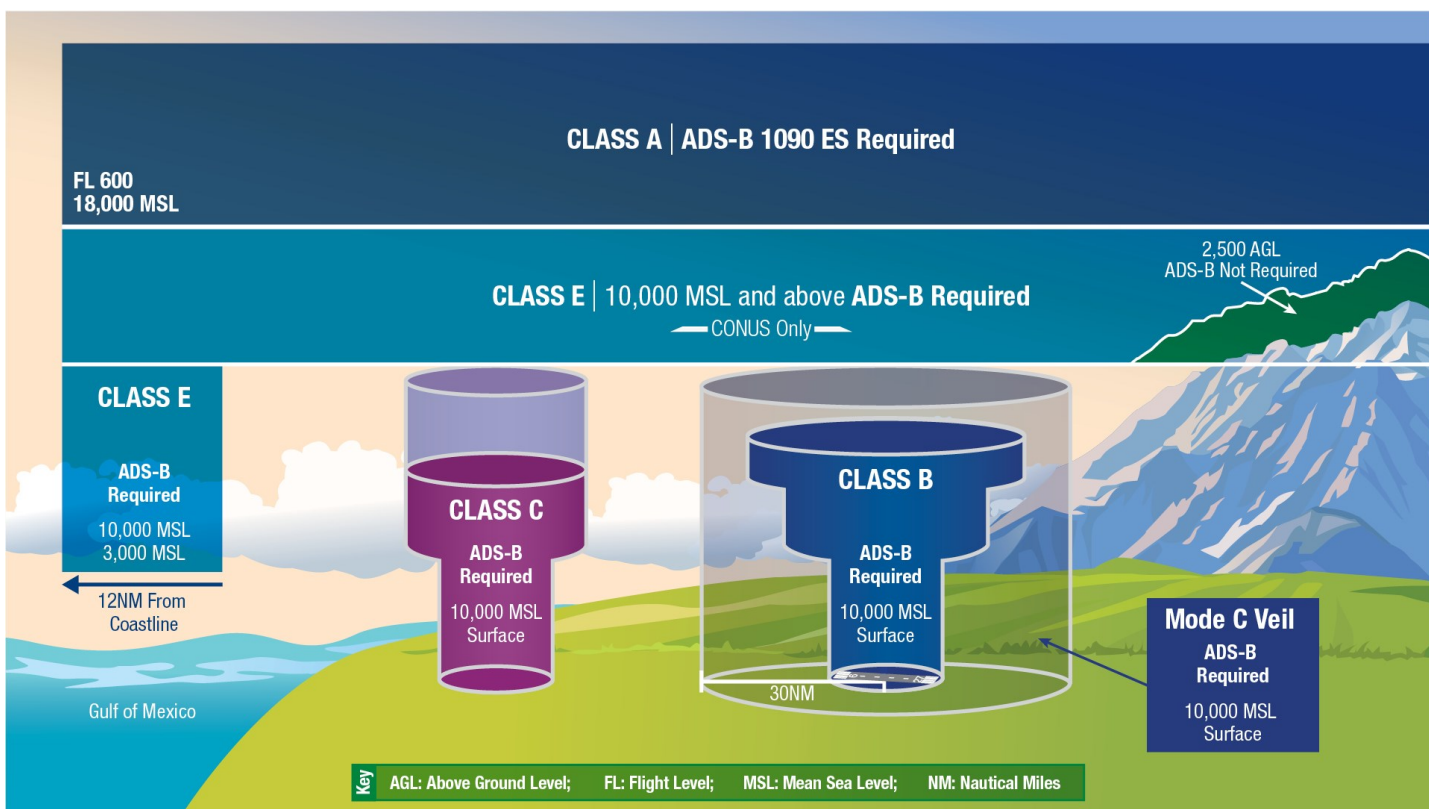 CLASS A | ADS-B 1090 ES Required
FL 600
18,000 MSL
2,500 AGL
ADS-B Not Required
CLASS E | 10,000 MSL and above ADS-B Required
CONUS Only
CLASS E
ADS-B
Required
10,000 MSL
3,000 MSL
12NM From
Coastline
Gulf of Mexico
CLASS C
ADS-B
Required
10,000 MSL
Surface
CLASS B
ADS-B
Required
10,000 MSL
Surface
30NM
Mode C Veil
ADS-B
Required
10,000 MSL
Surface
Key
AGL: Above Ground Level; FL: Flight Level; MSL: Mean Sea Level; NM: Nautical Miles